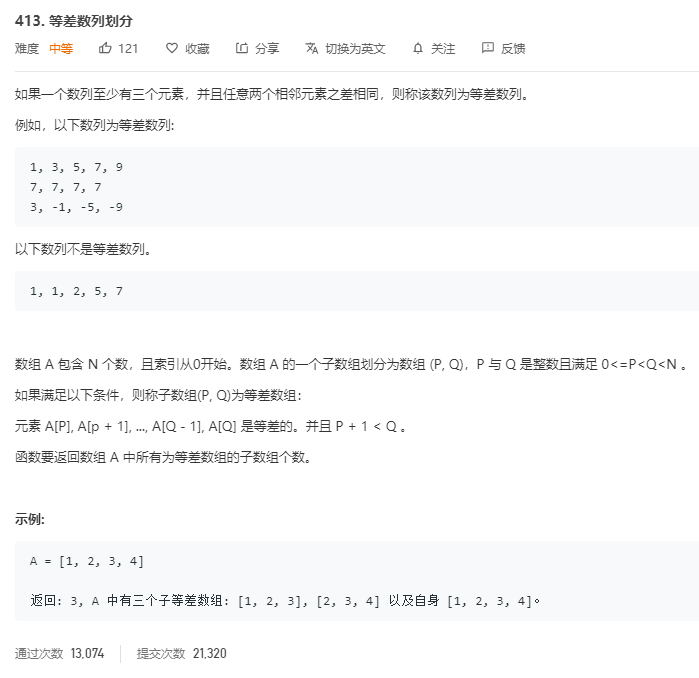 413. 等差数列划分
难度 中等 121 收藏 分享 切换为英文 关注 反馈
如果一个数列至少有三个元素，并且任意两个相邻元素之差相同，则称该数列为等差数列。
例如，以下数列为等差数列:
1, 3, 5, 7, 9
7, 7, 7, 7
3, -1, -5, -9
以下数列不是等差数列。
1, 1, 2, 5, 7
数组 A 包含 N 个数，且索引从0开始。数组 A 的一个子数组划分为数组 (P, Q)，P 与 Q 是整数且满足 0<=P<Q<N 。
如果满足以下条件，则称子数组(P, Q)为等差数组：
元素 A[P], A[p + 1], ..., A[Q - 1], A[Q] 是等差的。并且 P + 1 < Q 。
函数要返回数组 A 中所有为等差数组的子数组个数。
示例:
A = [1, 2, 3, 4]
返回: 3, A 中有三个子等差数组: [1, 2, 3], [2, 3, 4] 以及自身 [1, 2, 3, 4]。
通过次数 13,074 提交次数 21,320